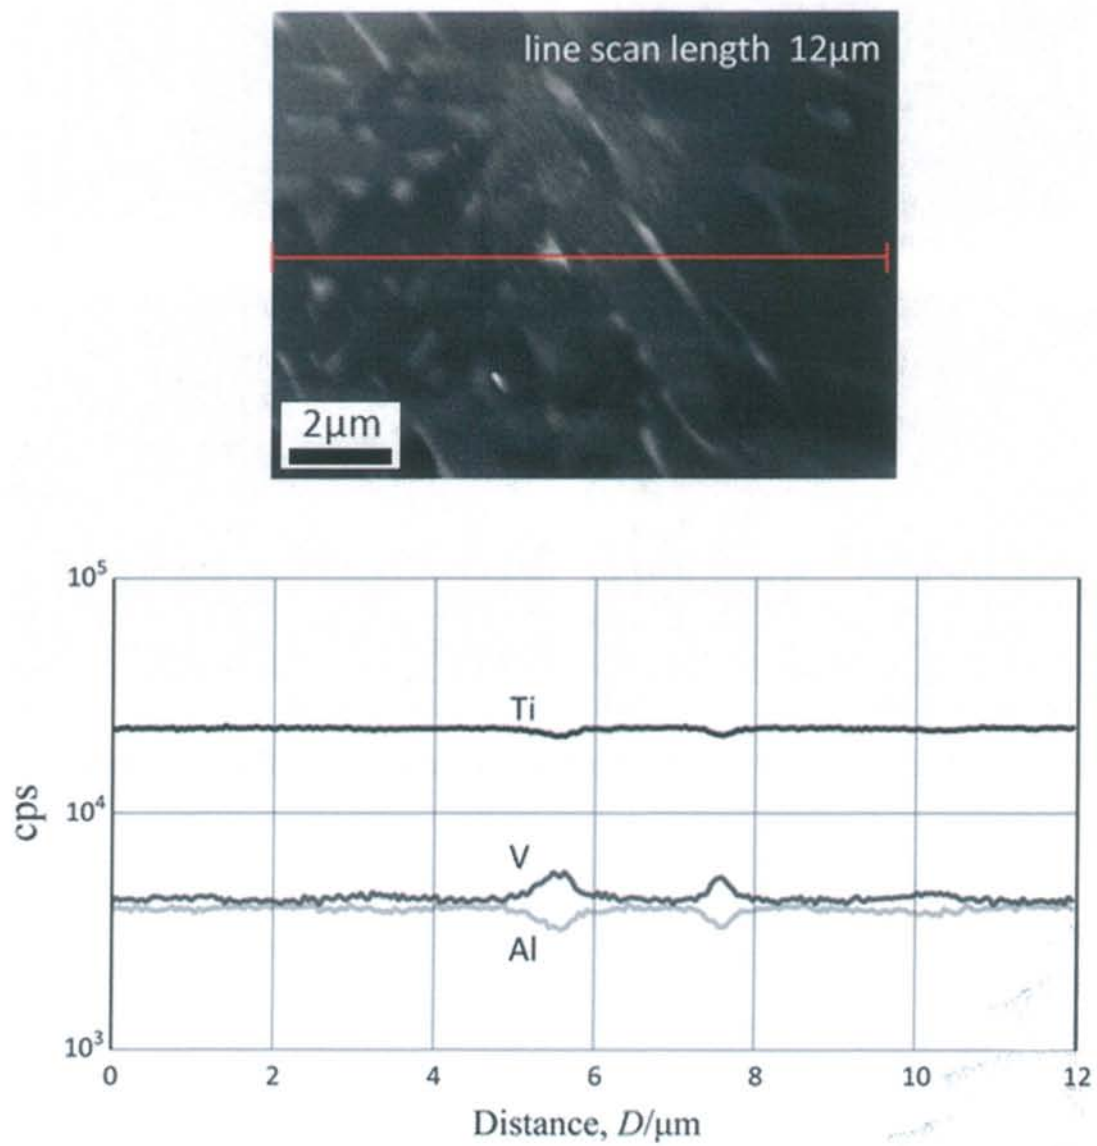 line scan length 12μm
2μm
10⁵
Ti
10⁴
cps
V
Al
10³
0 2 4 6 8 10 12
Distance, D/μm